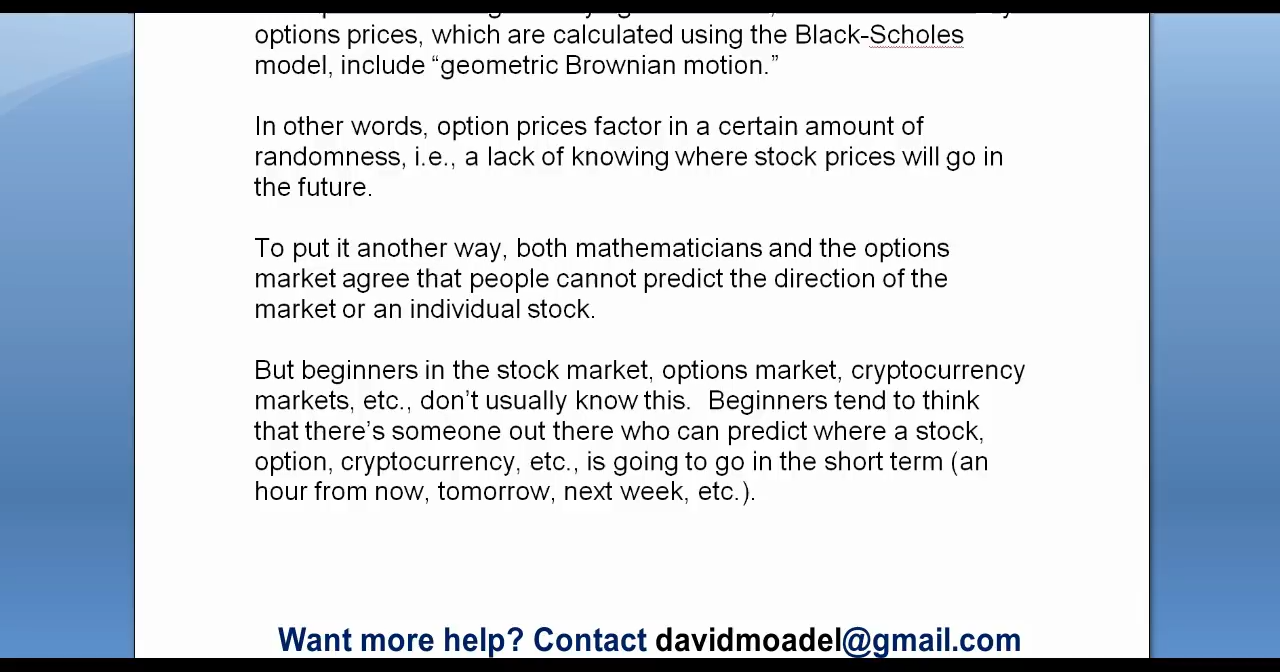 options prices, which are calculated using the Black-Scholes
model, include “geometric Brownian motion.”
In other words, option prices factor in a certain amount of
randomness, i.e., a lack of knowing where stock prices will go in
the future.
To put it another way, both mathematicians and the options
market agree that people cannot predict the direction of the
market or an individual stock.
But beginners in the stock market, options market, cryptocurrency
markets, etc., don’t usually know this.  Beginners tend to think
that there’s someone out there who can predict where a stock,
option, cryptocurrency, etc., is going to go in the short term (an
hour from now, tomorrow, next week, etc.).
Want more help? Contact davidmoadel@gmail.com